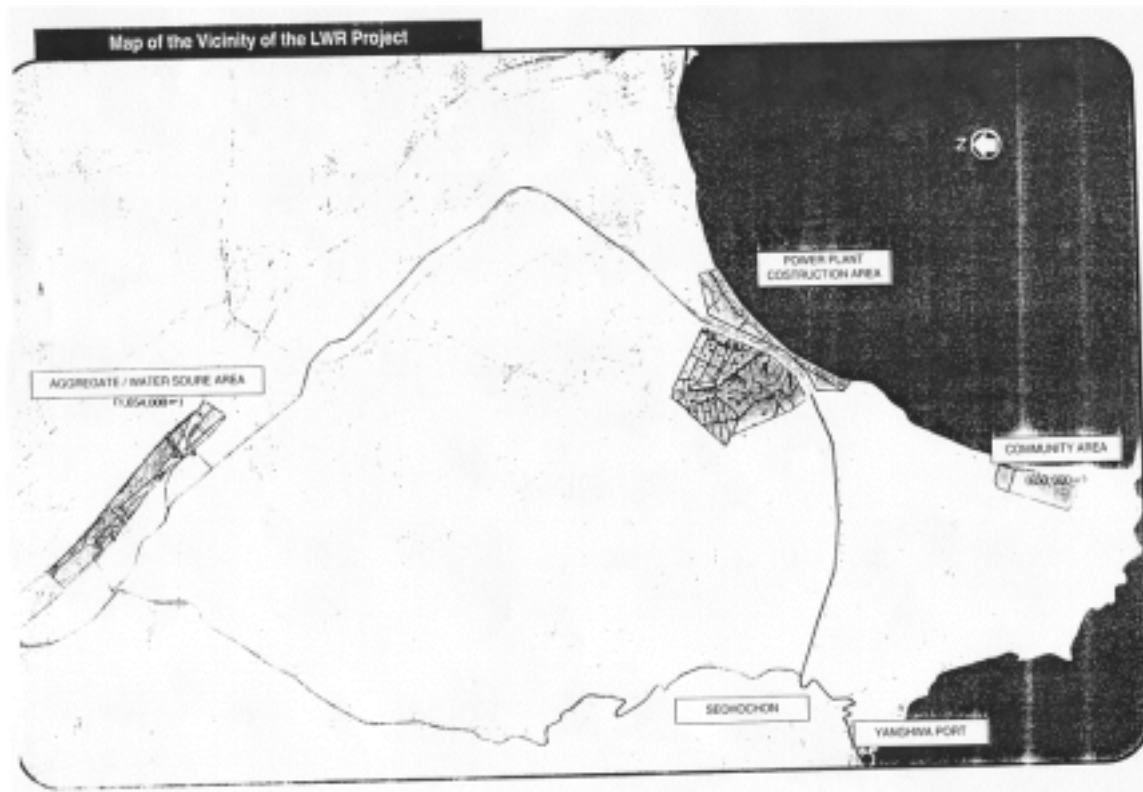 Map of the Vicinity of the LWR Project
N
POWER PLANT
COSTRUCTION AREA
AGGREGATE / WATER SOURE AREA
COMMUNITY AREA
SEOHOCHON
YANGHWA PORT